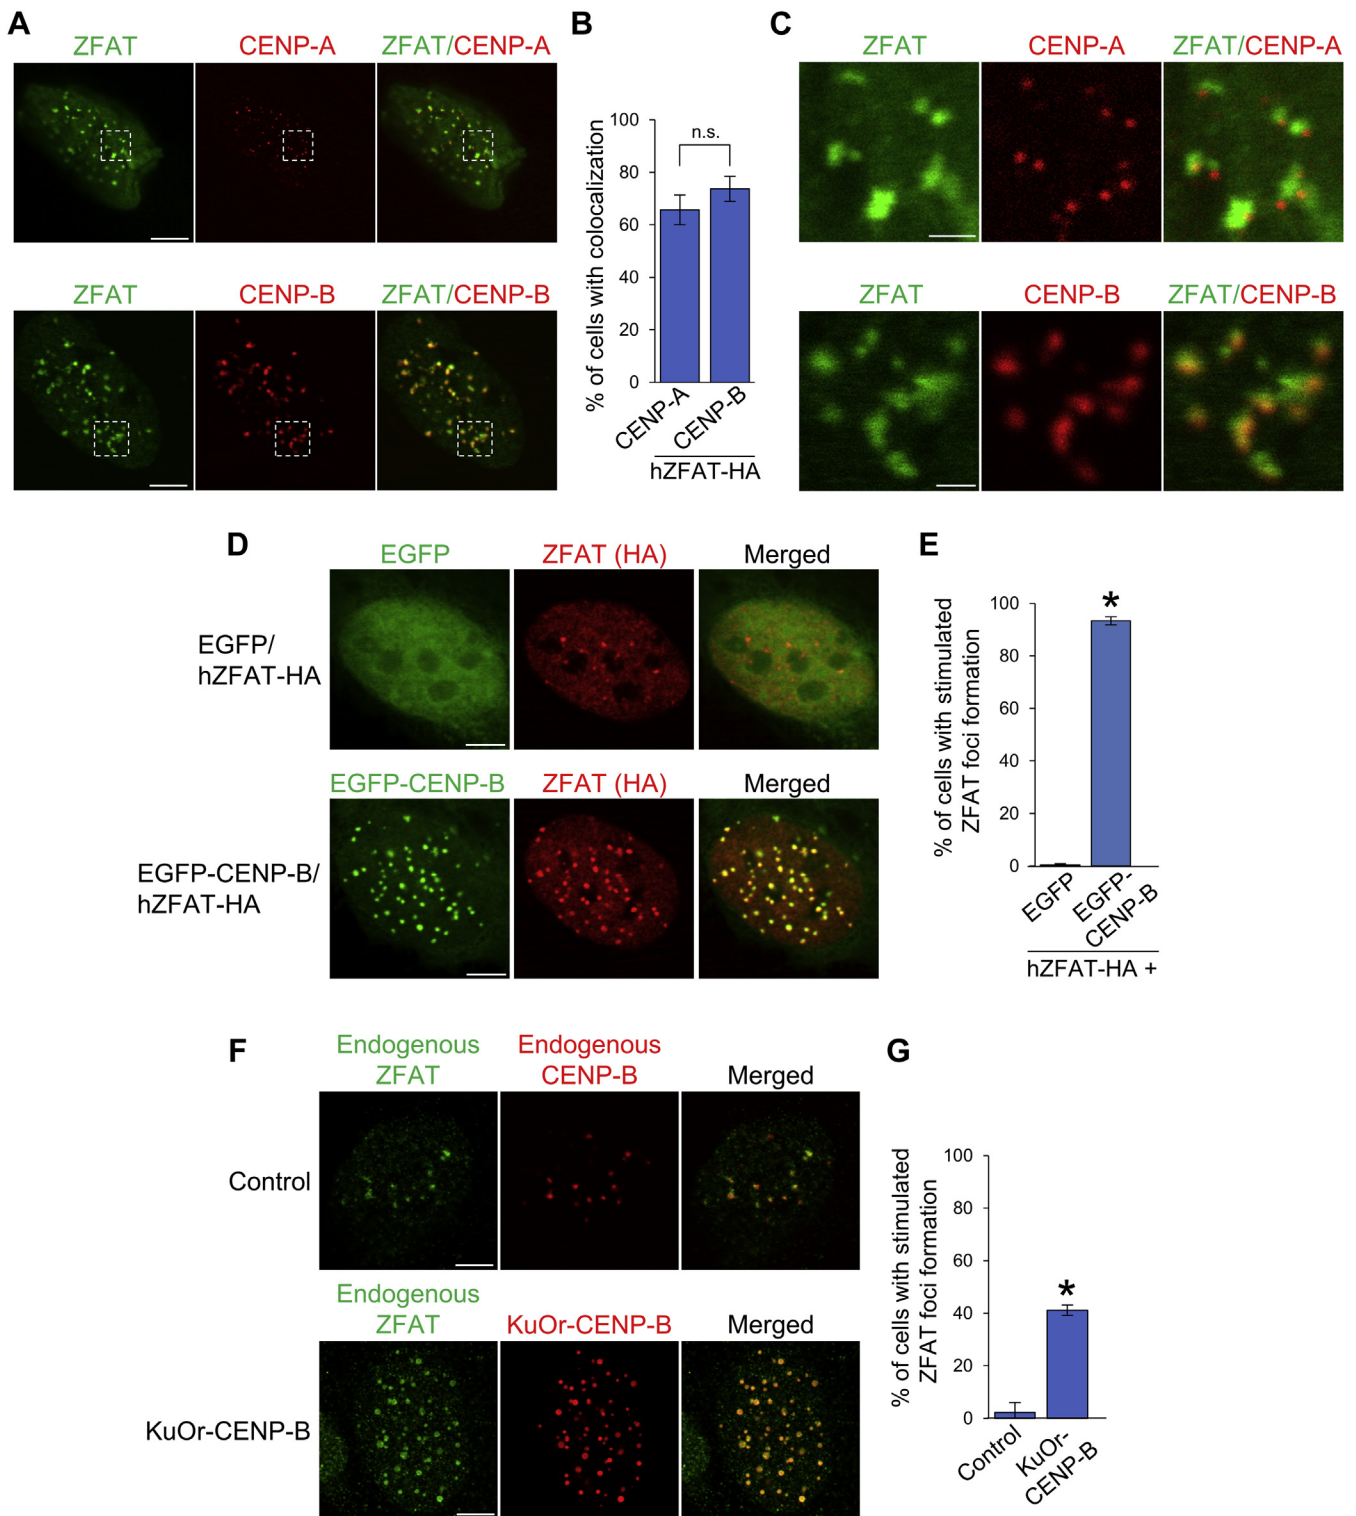 A
ZFAT
CENP-A
ZFAT/CENP-A
ZFAT
CENP-B
ZFAT/CENP-B
B
% of cells with colocalization
100
80
60
40
20
0
n.s.
CENP-A
CENP-B
hZFAT-HA
C
ZFAT
CENP-A
ZFAT/CENP-A
ZFAT
CENP-B
ZFAT/CENP-B
D
EGFP
ZFAT (HA)
Merged
EGFP/
hZFAT-HA
EGFP-CENP-B
ZFAT (HA)
Merged
EGFP-CENP-B/
hZFAT-HA
E
% of cells with stimulated
ZFAT foci formation
100
80
60
40
20
0
*
EGFP
EGFP-
CENP-B
hZFAT-HA +
F
Endogenous
ZFAT
Endogenous
CENP-B
Merged
Control
Endogenous
ZFAT
KuOr-CENP-B
Merged
KuOr-CENP-B
G
% of cells with stimulated
ZFAT foci formation
100
80
60
40
20
0
*
Control
KuOr-
CENP-B